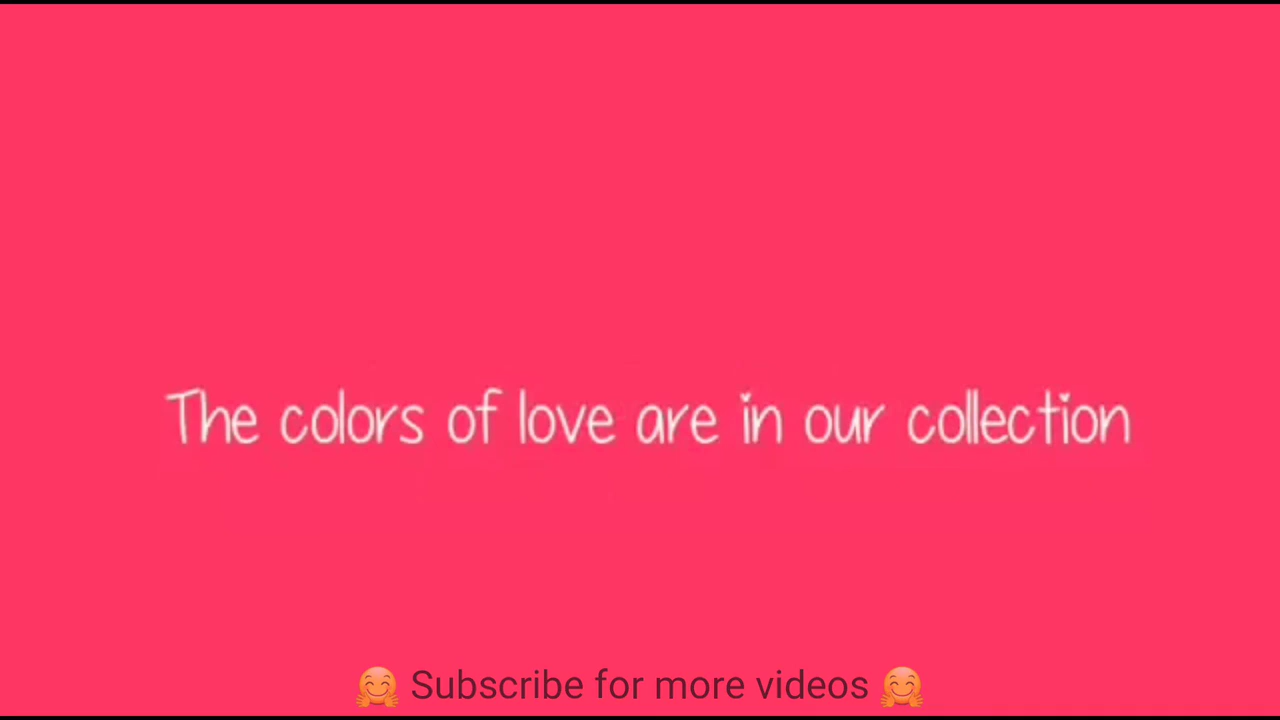 The colors of love are in our collection
🤗 Subscribe for more videos 🤗